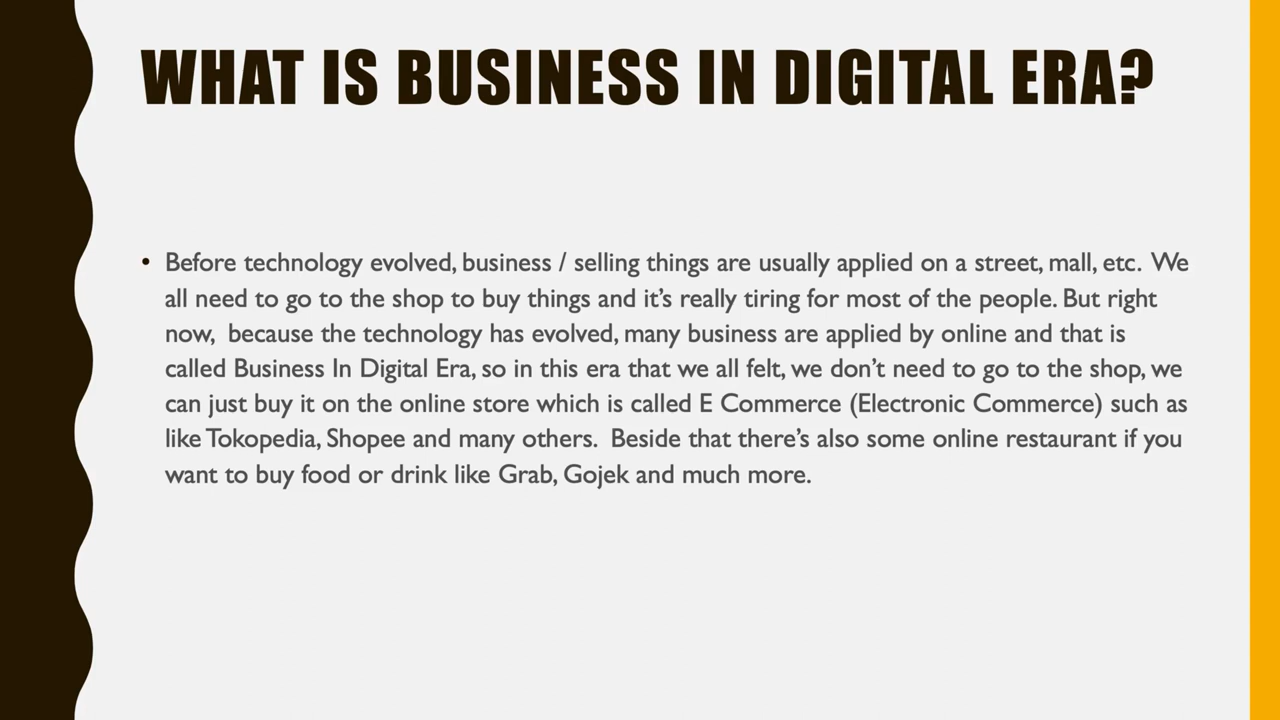 WHAT IS BUSINESS IN DIGITAL ERA?
• Before technology evolved, business / selling things are usually applied on a street, mall, etc.  We
all need to go to the shop to buy things and it's really tiring for most of the people. But right
now,  because the technology has evolved, many business are applied by online and that is
called Business In Digital Era, so in this era that we all felt, we don't need to go to the shop, we
can just buy it on the online store which is called E Commerce (Electronic Commerce) such as
like Tokopedia, Shopee and many others.  Beside that there's also some online restaurant if you
want to buy food or drink like Grab, Gojek and much more.